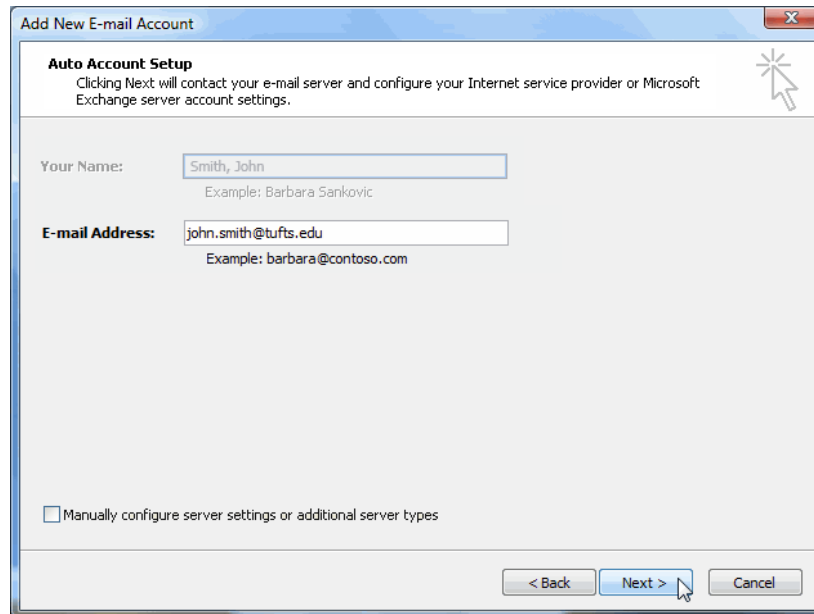 Add New E-mail Account
Auto Account Setup
Clicking Next will contact your e-mail server and configure your Internet service provider or Microsoft
Exchange server account settings.
Your Name:
Smith, John
Example: Barbara Sankovic
E-mail Address:
john.smith@tufts.edu
Example: barbara@contoso.com
Manually configure server settings or additional server types
< Back
Next >
Cancel